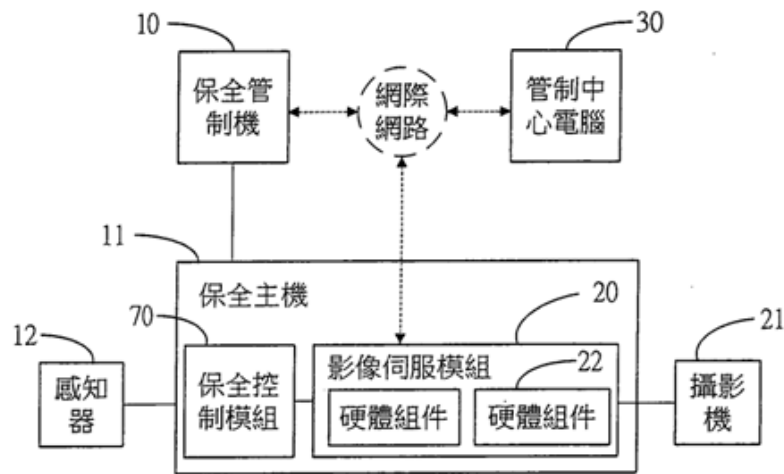 10
30
保全管
制機
網際
網路
管制中
心電腦
11
保全主機
12
70
20
21
感知
器
保全控
制模組
影像伺服模組
22
硬體組件
硬體組件
攝影
機